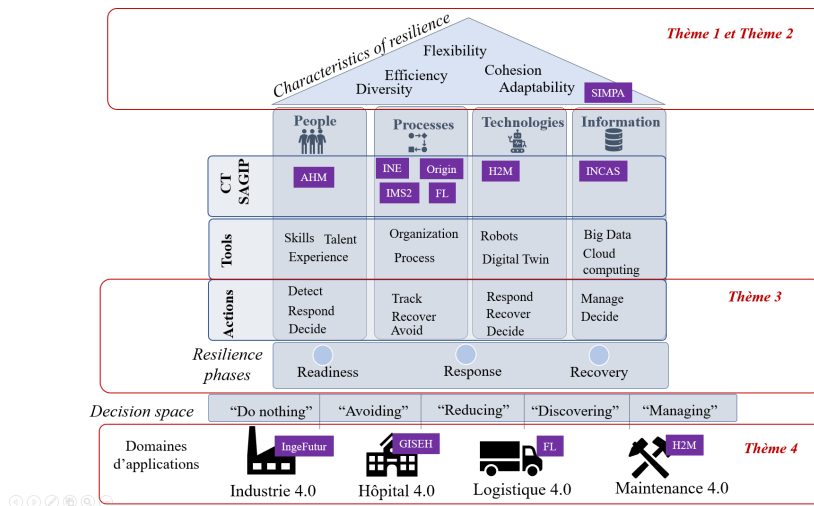 Thème 1 et Thème 2
Characteristics of resilience
Flexibility
Efficiency
Cohesion
Diversity
Adaptability
SIMPA
People
Processes
Technologies
Information
CT SAGIP
AHM
INE
Origin
IMS2
FL
H2M
INCAS
Tools
Skills Talent
Experience
Organization
Process
Robots
Digital Twin
Big Data
Cloud
computing
Thème 3
Actions
Detect
Respond
Decide
Track
Recover
Avoid
Respond
Recover
Decide
Manage
Decide
Resilience
phases
Readiness
Response
Recovery
Decision space
“Do nothing”
“Avoiding”
“Reducing”
“Discovering”
“Managing”
Thème 4
Domaines
d’applications
IngeFutur
GISEH
FL
H2M
Industrie 4.0
Hôpital 4.0
Logistique 4.0
Maintenance 4.0